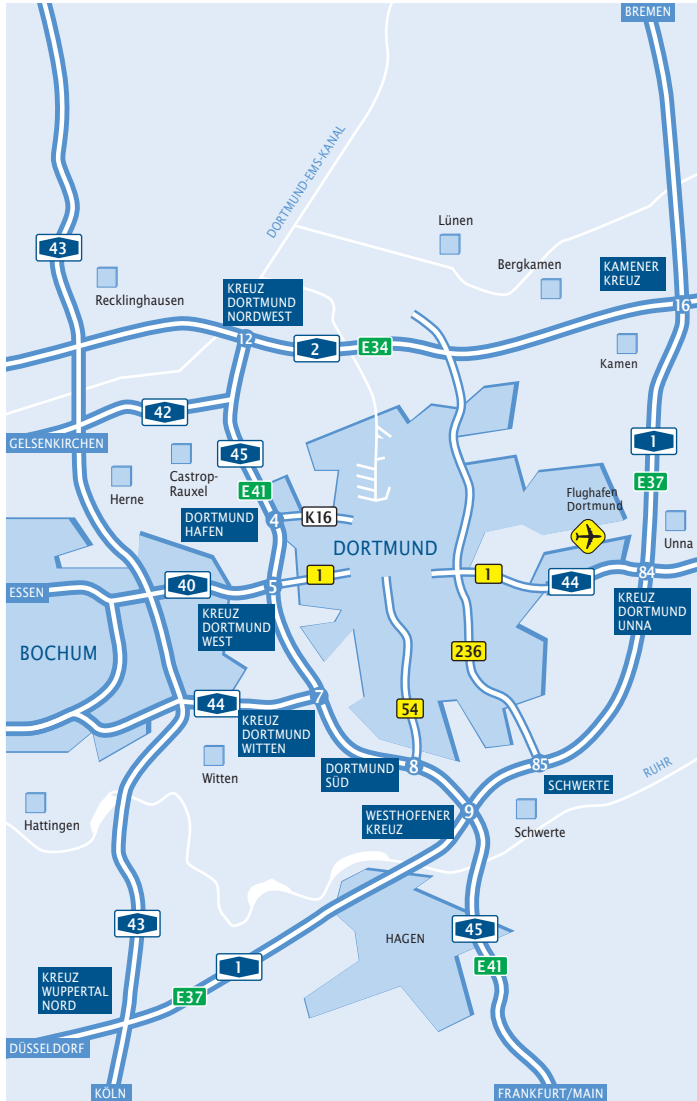 BREMEN
DORTMUND-EMS-KANAL
Lünen
43
Bergkamen
KAMENER
KREUZ
Recklinghausen
KREUZ
DORTMUND
NORDWEST
16
12
2
E34
Kamen
42
GELSENKIRCHEN
1
45
Castrop-
Rauxel
E37
E41
Herne
Flughafen
Dortmund
DORTMUND
HAFEN
4
K16
Unna
DORTMUND
ESSEN
40
5
1
1
44
84
KREUZ
DORTMUND
WEST
KREUZ
DORTMUND
UNNA
BOCHUM
236
44
7
54
KREUZ
DORTMUND
WITTEN
Witten
DORTMUND
SÜD
8
85
RUHR
SCHWERTE
Hattingen
WESTHOFENER
KREUZ
9
Schwerte
43
45
HAGEN
KREUZ
WUPPERTAL
NORD
1
E41
E37
DÜSSELDORF
KÖLN
FRANKFURT/MAIN